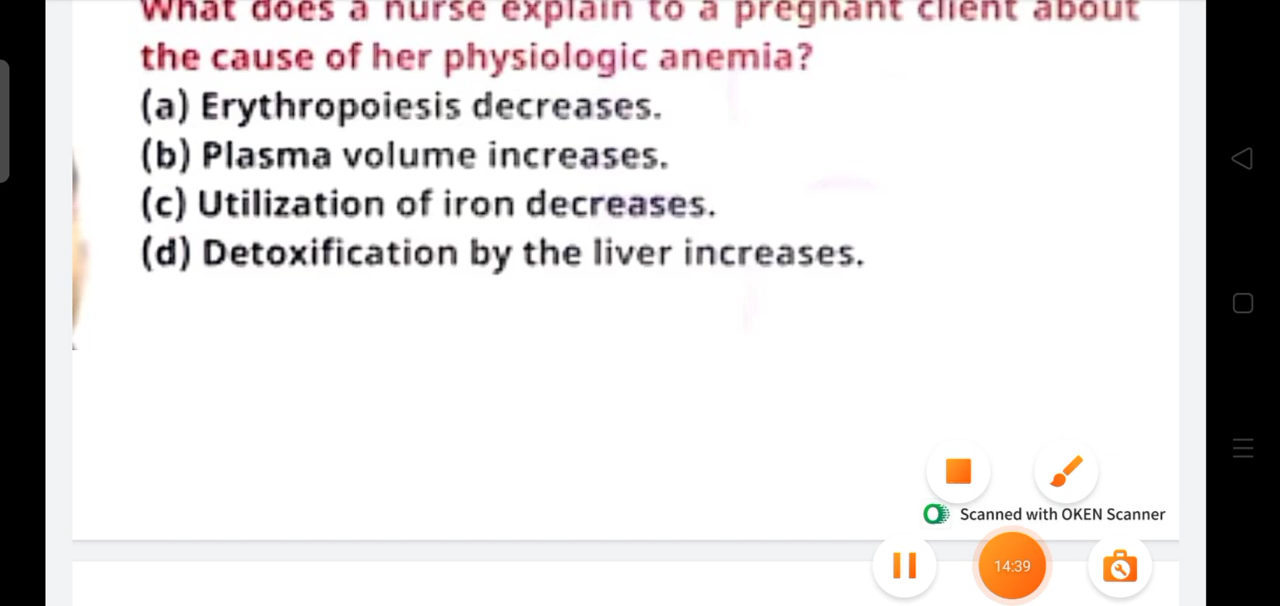 What does a nurse explain to a pregnant client about
the cause of her physiologic anemia?
(a) Erythropoiesis decreases.
(b) Plasma volume increases.
(c) Utilization of iron decreases.
(d) Detoxification by the liver increases.
Scanned with OKEN Scanner
14:39